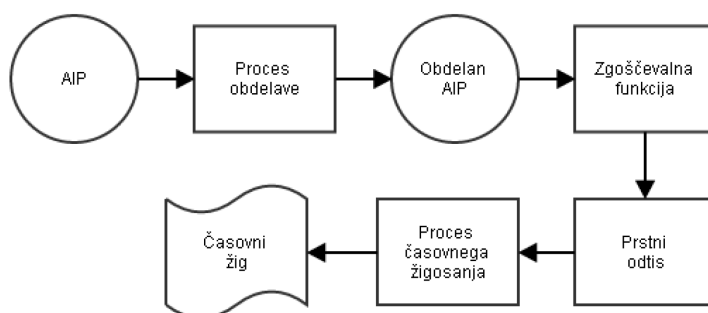 AIP
Proces
obdelave
Obdelan
AIP
Zgoščevalna
funkcija
Časovni
žig
Proces
časovnega
žigosanja
Prstni
odtis